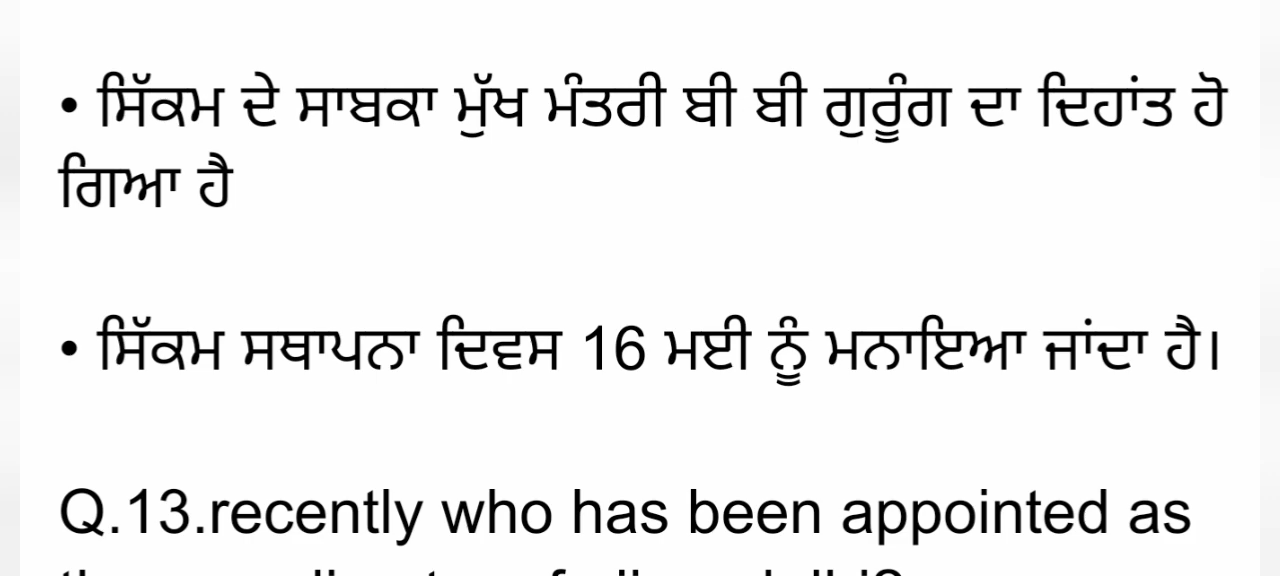 • ਸਿੱਕਮ ਦੇ ਸਾਬਕਾ ਮੁੱਖ ਮੰਤਰੀ ਬੀ ਬੀ ਗੁਰੂੰਗ ਦਾ ਦਿਹਾਂਤ ਹੋ
ਗਿਆ ਹੈ
• ਸਿੱਕਮ ਸਥਾਪਨਾ ਦਿਵਸ 16 ਮਈ ਨੂੰ ਮਨਾਇਆ ਜਾਂਦਾ ਹੈ।
Q.13.recently who has been appointed as